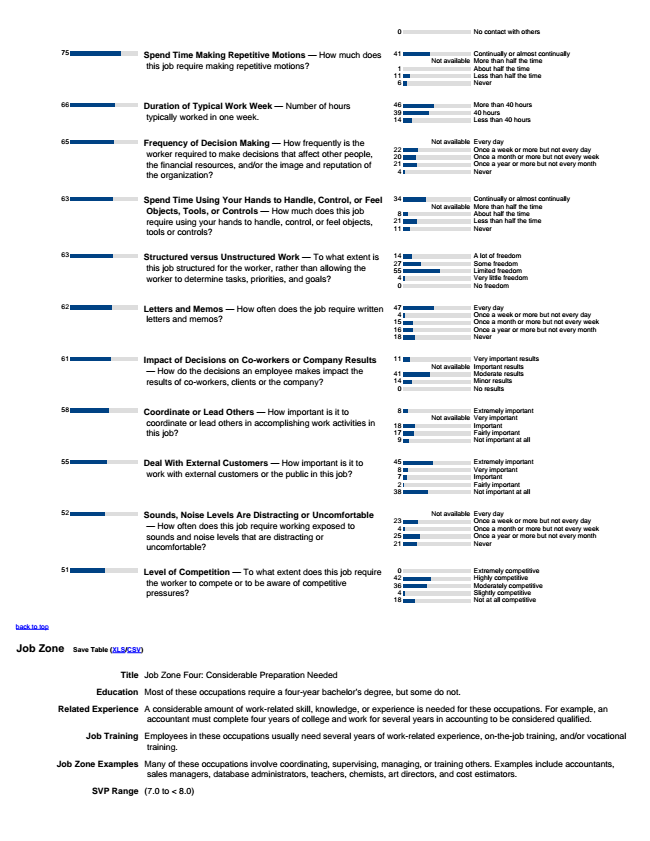 0 No contact with others
75 Spend Time Making Repetitive Motions — How much does
this job require making repetitive motions?
41 Continually or almost continually
Not available More than half the time
1 About half the time
11 Less than half the time
6 Never
66 Duration of Typical Work Week — Number of hours
typically worked in one week.
46 More than 40 hours
39 40 hours
14 Less than 40 hours
65 Frequency of Decision Making — How frequently is the
worker required to make decisions that affect other people,
the financial resources, and/or the image and reputation of
the organization?
Not available Every day
22 Once a week or more but not every day
20 Once a month or more but not every week
21 Once a year or more but not every month
4 Never
63 Spend Time Using Your Hands to Handle, Control, or Feel
Objects, Tools, or Controls — How much does this job
require using your hands to handle, control, or feel objects,
tools or controls?
34 Continually or almost continually
Not available More than half the time
8 About half the time
21 Less than half the time
11 Never
63 Structured versus Unstructured Work — To what extent is
this job structured for the worker, rather than allowing the
worker to determine tasks, priorities, and goals?
14 A lot of freedom
27 Some freedom
55 Limited freedom
4 Very little freedom
0 No freedom
62 Letters and Memos — How often does the job require written
letters and memos?
47 Every day
4 Once a week or more but not every day
15 Once a month or more but not every week
16 Once a year or more but not every month
18 Never
61 Impact of Decisions on Co-workers or Company Results
— How do the decisions an employee makes impact the
results of co-workers, clients or the company?
11 Very important results
Not available Important results
41 Moderate results
14 Minor results
0 No results
58 Coordinate or Lead Others — How important is it to
coordinate or lead others in accomplishing work activities in
this job?
8 Extremely important
Not available Very important
18 Important
17 Fairly important
9 Not important at all
55 Deal With External Customers — How important is it to
work with external customers or the public in this job?
45 Extremely important
8 Very important
7 Important
2 Fairly important
38 Not important at all
52 Sounds, Noise Levels Are Distracting or Uncomfortable
— How often does this job require working exposed to
sounds and noise levels that are distracting or
uncomfortable?
Not available Every day
23 Once a week or more but not every day
4 Once a month or more but not every week
25 Once a year or more but not every month
21 Never
51 Level of Competition — To what extent does this job require
the worker to compete or to be aware of competitive
pressures?
0 Extremely competitive
42 Highly competitive
36 Moderately competitive
4 Slightly competitive
18 Not at all competitive
back to top
Job Zone Save Table (XLS/CSV)
Title Job Zone Four: Considerable Preparation Needed
Education Most of these occupations require a four-year bachelor's degree, but some do not.
Related Experience A considerable amount of work-related skill, knowledge, or experience is needed for these occupations. For example, an
accountant must complete four years of college and work for several years in accounting to be considered qualified.
Job Training Employees in these occupations usually need several years of work-related experience, on-the-job training, and/or vocational
training.
Job Zone Examples Many of these occupations involve coordinating, supervising, managing, or training others. Examples include accountants,
sales managers, database administrators, teachers, chemists, art directors, and cost estimators.
SVP Range (7.0 to < 8.0)